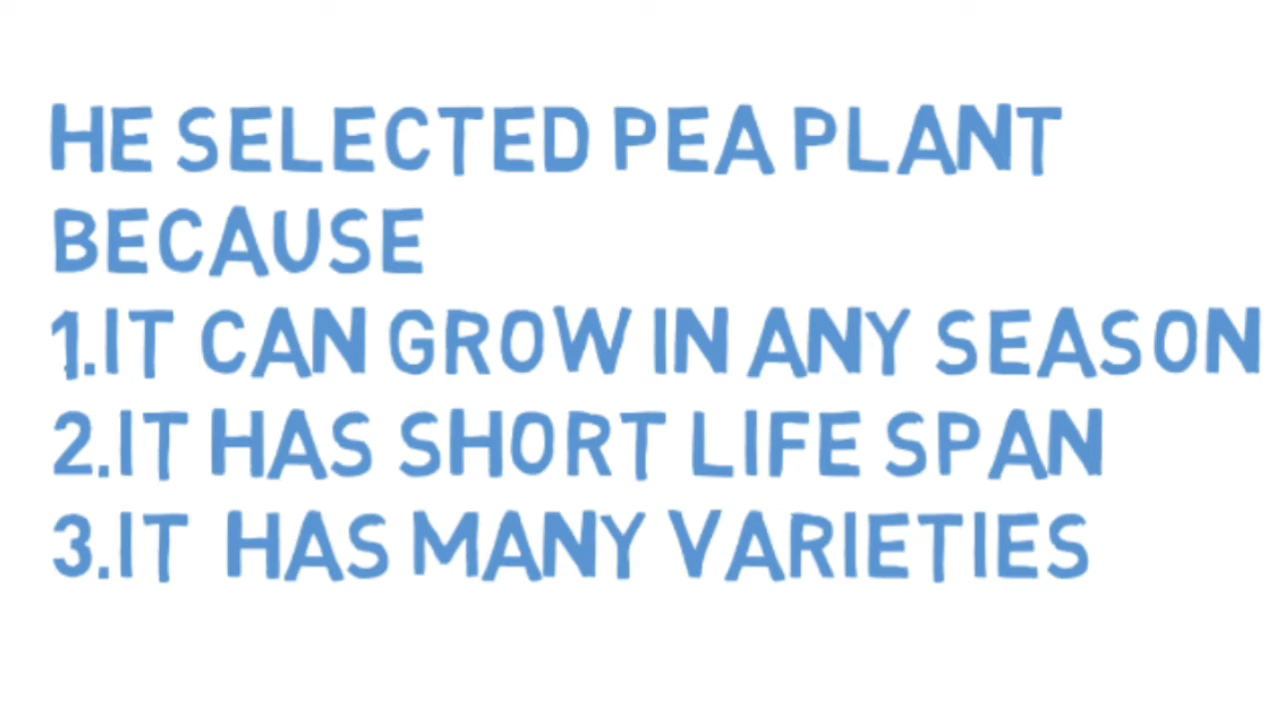 HE SELECTED PEA PLANT
BECAUSE
1.IT CAN GROW IN ANY SEASON
2.IT HAS SHORT LIFE SPAN
3.IT HAS MANY VARIETIES